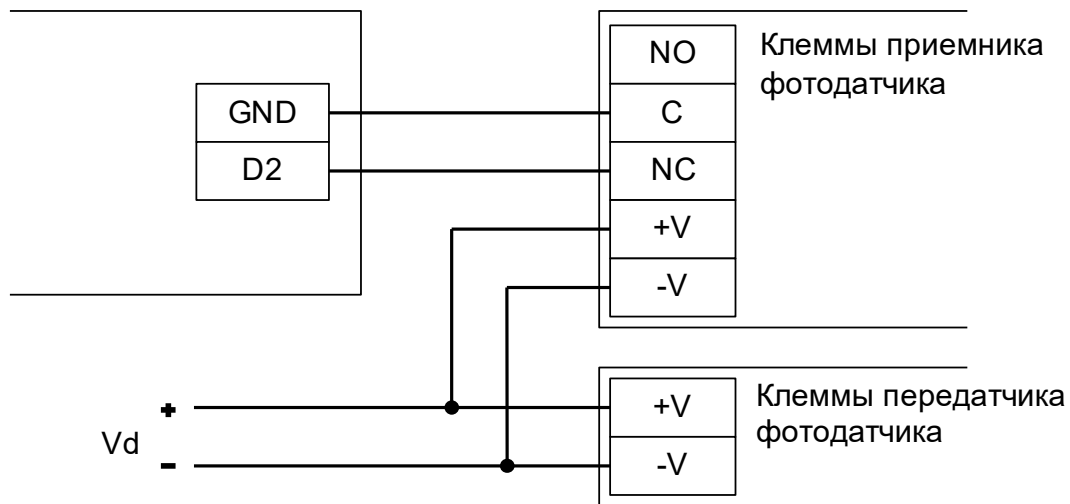 GND
D2
NO
C
NC
+V
-V
Клеммы приемника
фотодатчика
+
Vd
-
+V
-V
Клеммы передатчика
фотодатчика